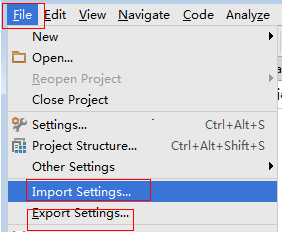 File Edit View Navigate Code Analyze
New
Open...
Reopen Project
Close Project
Settings... Ctrl+Alt+S
Project Structure... Ctrl+Alt+Shift+S
Other Settings
Import Settings...
Export Settings...